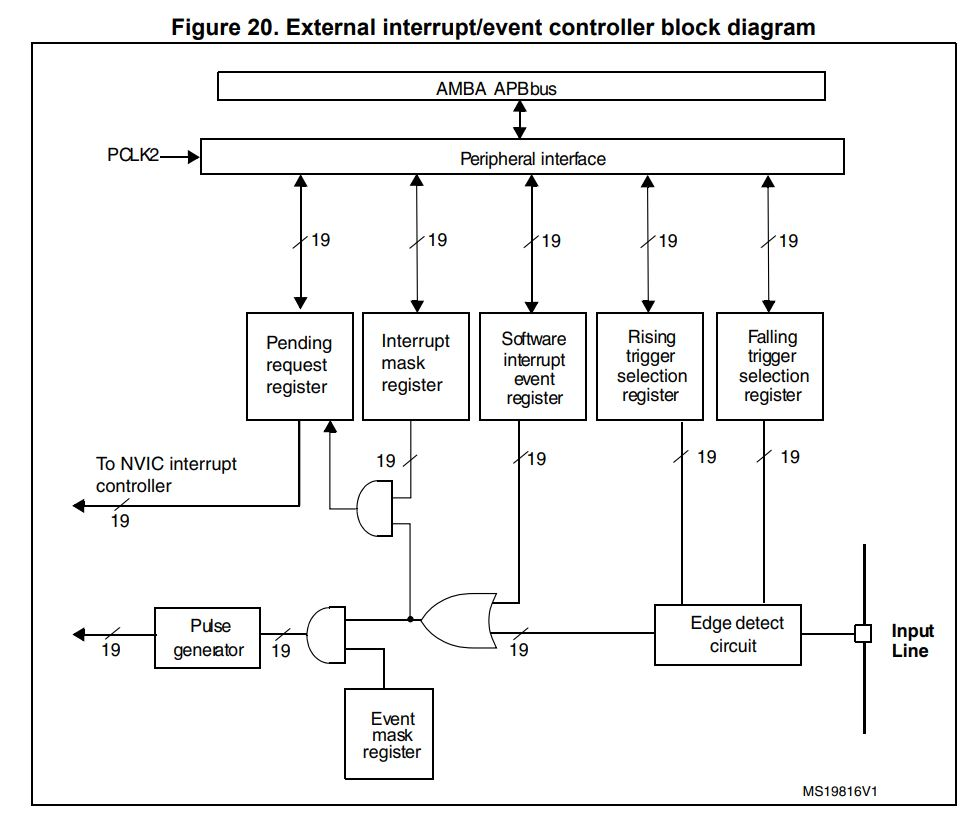 Figure 20. External interrupt/event controller block diagram
AMBA APB bus
PCLK2
Peripheral interface
19
19
19
19
19
Pending
request
register
Interrupt
mask
register
Software
interrupt
event
register
Rising
trigger
selection
register
Falling
trigger
selection
register
To NVIC interrupt
controller
19
19
19
19
19
Pulse
generator
19
19
19
Edge detect
circuit
Input
Line
Event
mask
register
MS19816V1